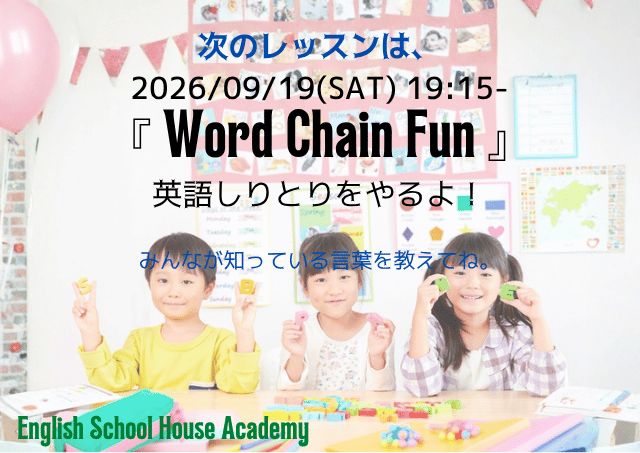 次のレッスンは、
2026/09/19(SAT) 19:15-
『 Word Chain Fun 』
英語しりとりをやるよ！
みんなが知っている言葉を教えてね。
English School House Academy